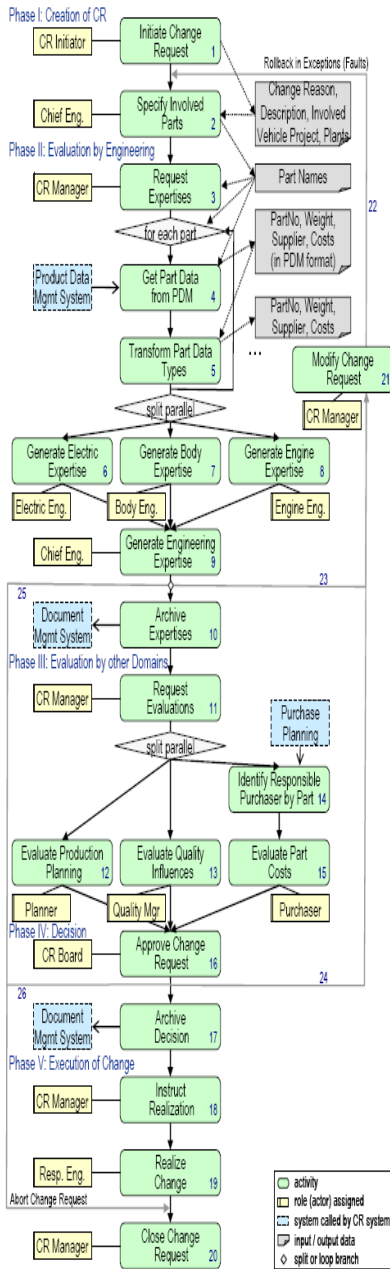 Phase I: Creation of CR
CR Initiator
Initiate Change
Request
1
Rollback in Exceptions (Faults)
Change Reason,
Description, Involved
Vehicle Project, Plants
Chief Eng.
Specify Involved
Parts
2
Phase II: Evaluation by Engineering
CR Manager
Request
Expertises
3
Part Names
22
for each part
PartNo, Weight,
Supplier, Costs
(in PDM format)
Product Data
Mgmt System
Get Part Data
from PDM
4
PartNo, Weight,
Supplier, Costs
Transform Part Data
Types
5
...
Modify Change
Request
21
CR Manager
split parallel
Generate Electric
Expertise
6
Generate Body
Expertise
7
Generate Engine
Expertise
8
Electric Eng.
Body Eng.
Engine Eng.
Chief Eng.
Generate Engineering
Expertise
9
23
25
Document
Mgmt System
Archive
Expertises
10
Phase III: Evaluation by other Domains
CR Manager
Request
Evaluations
11
Purchase
Planning
split parallel
Identify Responsible
Purchaser by Part
14
Evaluate Production
Planning
12
Evaluate Quality
Influences
13
Evaluate Part
Costs
15
Planner
Quality Mgr
Purchaser
Phase IV: Decision
CR Board
Approve Change
Request
16
24
26
Document
Mgmt System
Archive
Decision
17
Phase V: Execution of Change
CR Manager
Instruct
Realization
18
Resp. Eng.
Realize
Change
19
Abort Change Request
CR Manager
Close Change
Request
20
activity
role (actor) assigned
system called by CR system
input / output data
split or loop branch